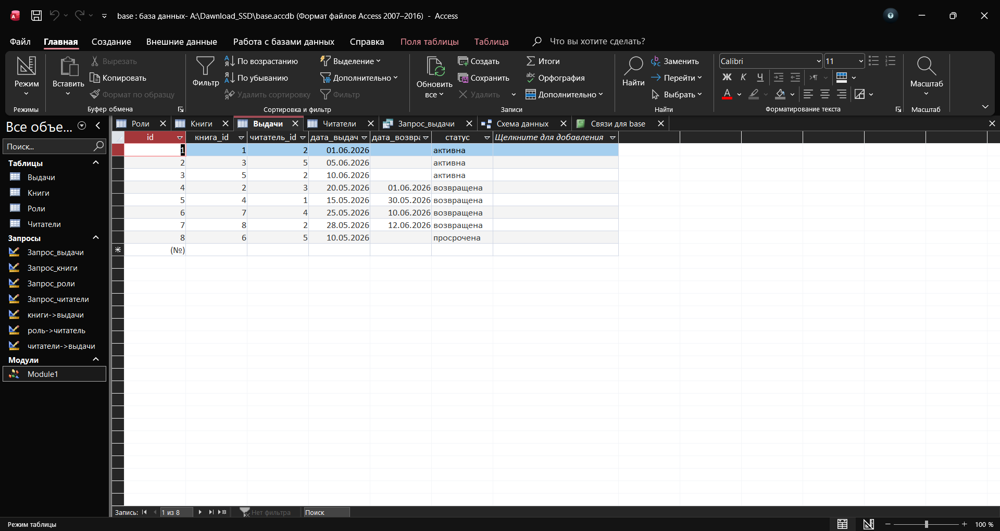 base : база данных- A:\Dawnload_SSD\base.accdb (Формат файлов Access 2007–2016) - Access
Файл Главная Создание Внешние данные Работа с базами данных Справка Поля таблицы Таблица Что вы хотите сделать?
Режим
Режимы
Вставить
Вырезать
Копировать
Формат по образцу
Буфер обмена
Фильтр
По возрастанию
По убыванию
Удалить сортировку
Выделение
Дополнительно
Фильтр
Сортировка и фильтр
Обновить
все
Создать
Сохранить
Удалить
Итоги
Орфография
Дополнительно
Записи
Найти
Заменить
Перейти
Выбрать
Найти
Calibri 11
Ж К Ч
Форматирование текста
Масштаб
Масштаб
Все объе...
Поиск...
Таблицы
Выдачи
Книги
Роли
Читатели
Запросы
Запрос_выдачи
Запрос_книги
Запрос_роли
Запрос_читатели
книги->выдачи
роль->читатель
читатели->выдачи
Модули
Module1
Роли Книги Выдачи Читатели Запрос_выдачи Схема данных Связи для base
id книга_id читатель_id дата_выдач дата_возвра статус Щелкните для добавления
1 1 2 01.06.2026 активна
2 3 5 05.06.2026 активна
3 5 2 10.06.2026 активна
4 2 3 20.05.2026 01.06.2026 возвращена
5 4 1 15.05.2026 30.05.2026 возвращена
6 7 4 25.05.2026 10.06.2026 возвращена
7 8 2 28.05.2026 12.06.2026 возвращена
8 6 5 10.05.2026 просрочена
(№)
Запись: 1 из 8 Нет фильтра Поиск
Режим таблицы 100 %